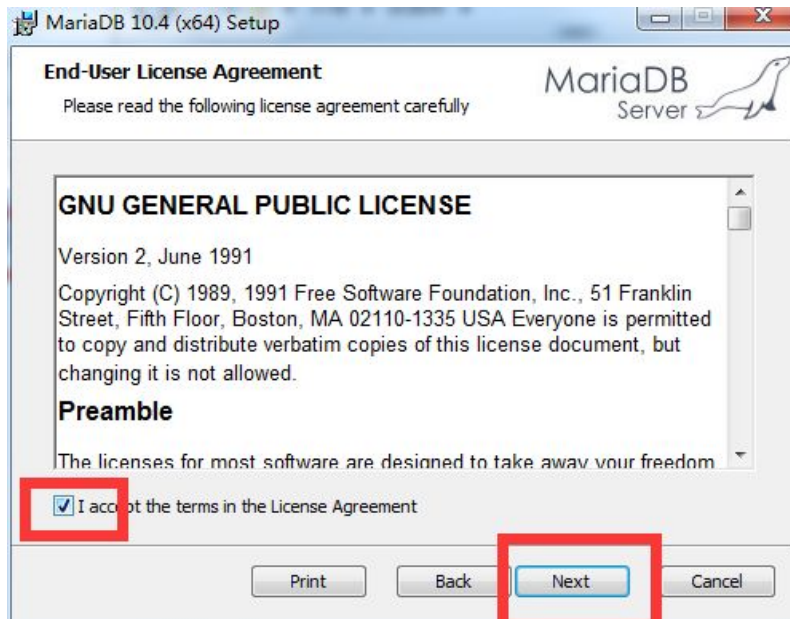 MariaDB 10.4 (x64) Setup
End-User License Agreement
Please read the following license agreement carefully
MariaDB
Server
GNU GENERAL PUBLIC LICENSE
Version 2, June 1991
Copyright (C) 1989, 1991 Free Software Foundation, Inc., 51 Franklin
Street, Fifth Floor, Boston, MA 02110-1335 USA Everyone is permitted
to copy and distribute verbatim copies of this license document, but
changing it is not allowed.
Preamble
The licenses for most software are designed to take away your freedom
I accept the terms in the License Agreement
Print
Back
Next
Cancel